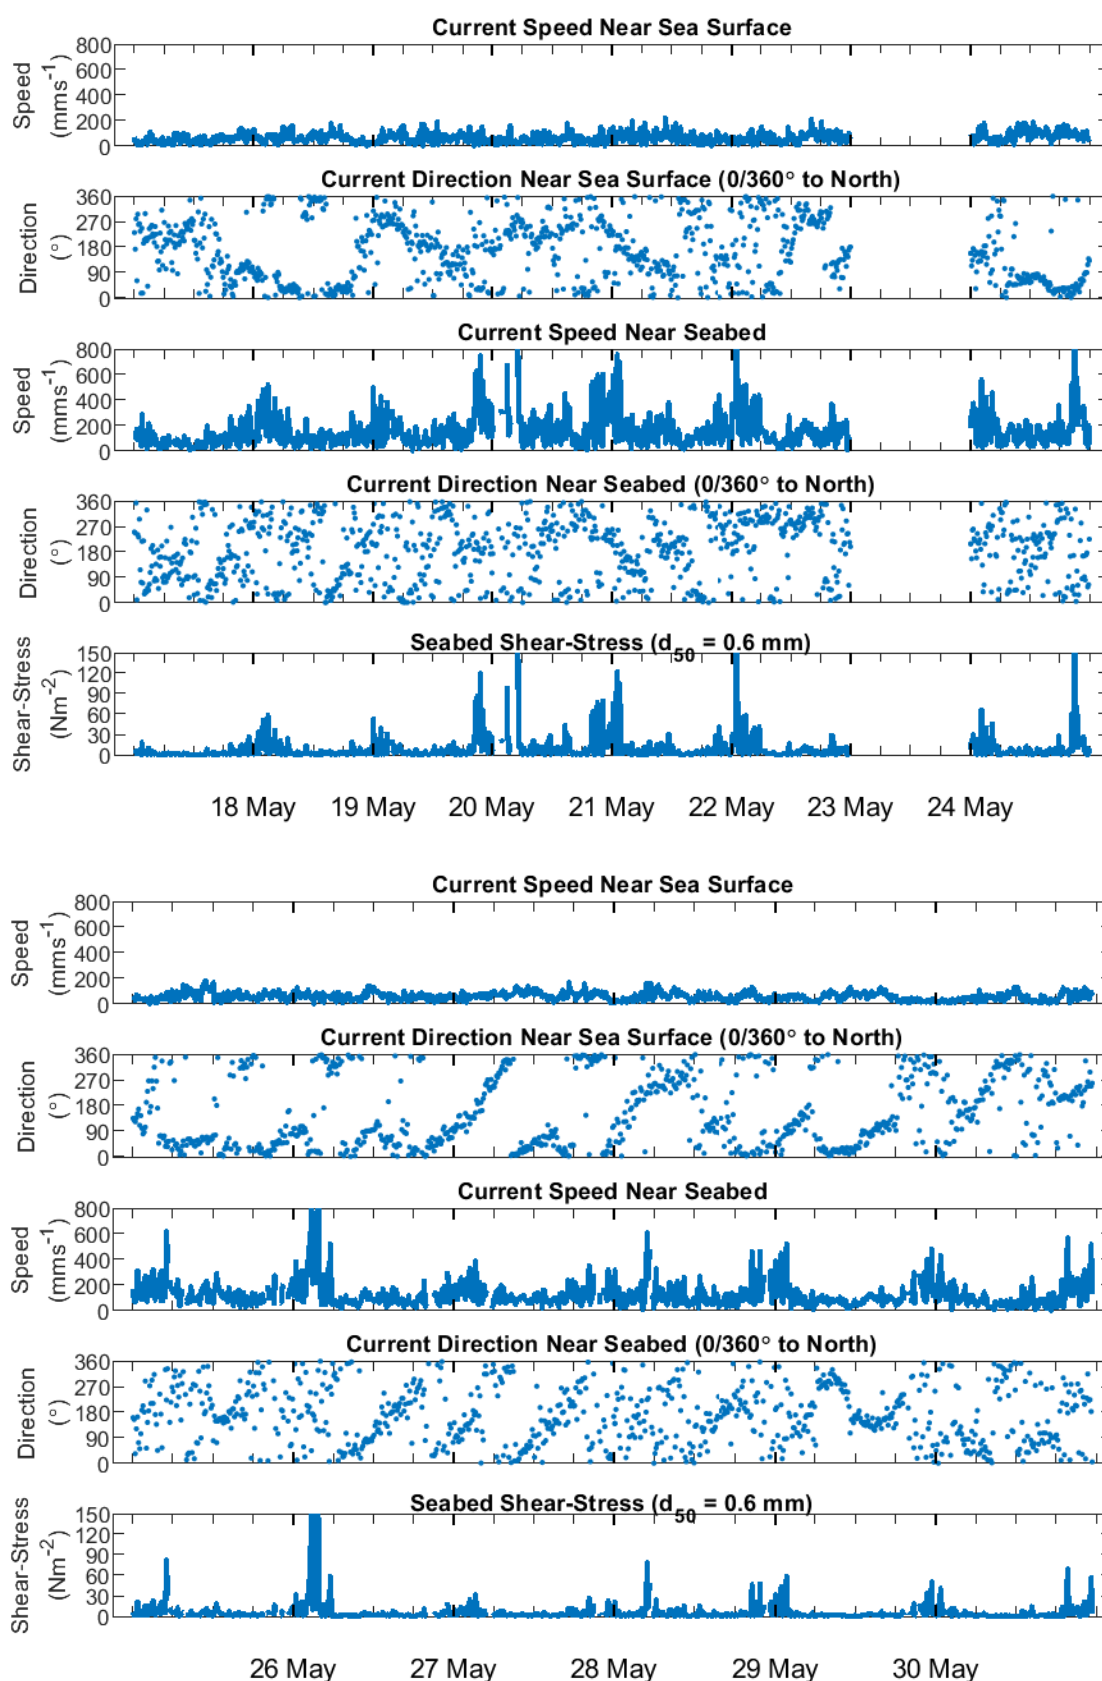 Current Speed Near Sea Surface
Speed
(mms⁻¹)
800
600
400
200
0
Current Direction Near Sea Surface (0/360° to North)
Direction
(°)
360
270
180
90
0
Current Speed Near Seabed
Speed
(mms⁻¹)
800
600
400
200
0
Current Direction Near Seabed (0/360° to North)
Direction
(°)
360
270
180
90
0
Seabed Shear-Stress (d₅₀ = 0.6 mm)
Shear-Stress
(Nm⁻²)
150
120
90
60
30
0
18 May 19 May 20 May 21 May 22 May 23 May 24 May
Current Speed Near Sea Surface
Speed
(mms⁻¹)
800
600
400
200
0
Current Direction Near Sea Surface (0/360° to North)
Direction
(°)
360
270
180
90
0
Current Speed Near Seabed
Speed
(mms⁻¹)
800
600
400
200
0
Current Direction Near Seabed (0/360° to North)
Direction
(°)
360
270
180
90
0
Seabed Shear-Stress (d₅₀ = 0.6 mm)
Shear-Stress
(Nm⁻²)
150
120
90
60
30
0
26 May 27 May 28 May 29 May 30 May